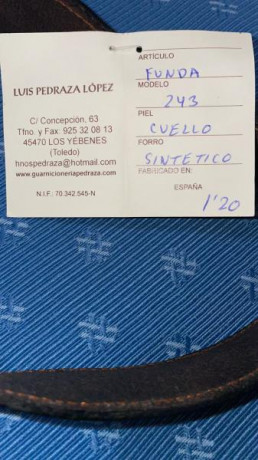 LUIS PEDRAZA LÓPEZ
C/ Concepción, 63
Tfno. y Fax: 925 32 08 13
45470 LOS YÉBENES
(Toledo)
hnospedraza@hotmail.com
www.guarnicioneriapedraza.com
N.I.F.: 70.342.545-N
ARTÍCULO
FUNDA
MODELO
243
PIEL
CUELLO
FORRO
SINTETICO
FABRICADO EN:
ESPAÑA
1'20